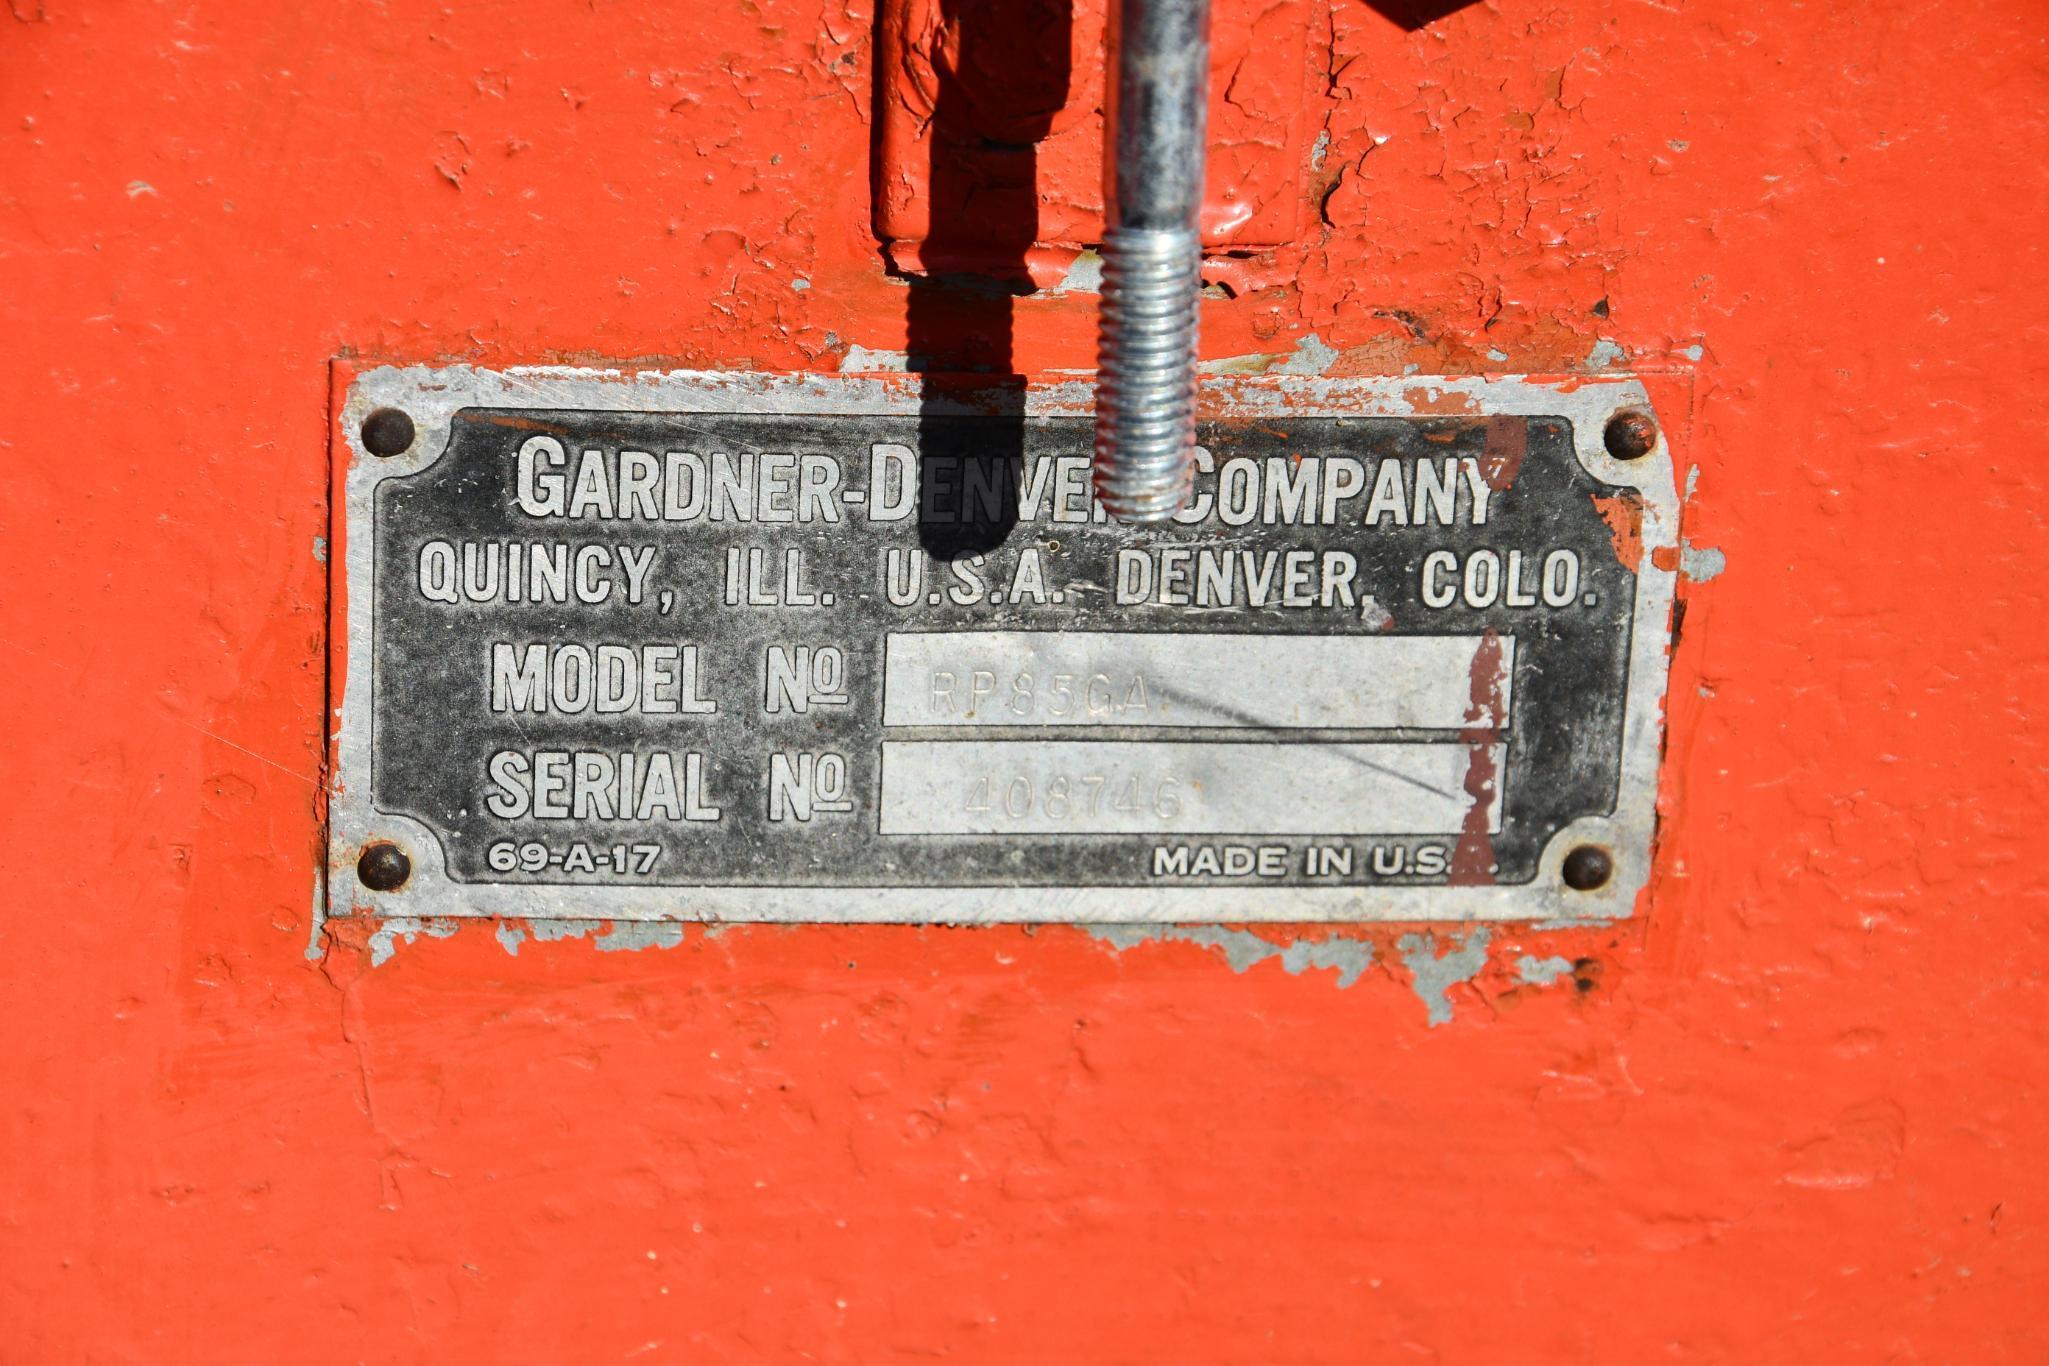 GARDNER-DENVER COMPANY
QUINCY, ILL. U.S.A. DENVER, COLO.
MODEL No RP85GA
SERIAL No 408746
69-A-17 MADE IN U.S.A.